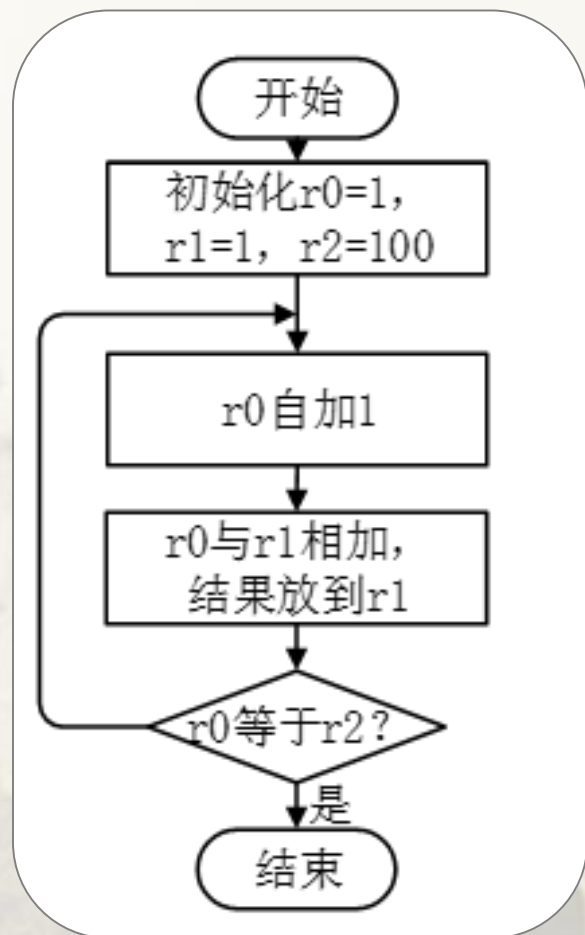 开始
初始化r0=1,
r1=1, r2=100
r0自加1
r0与r1相加,
结果放到r1
r0等于r2?
是
结束